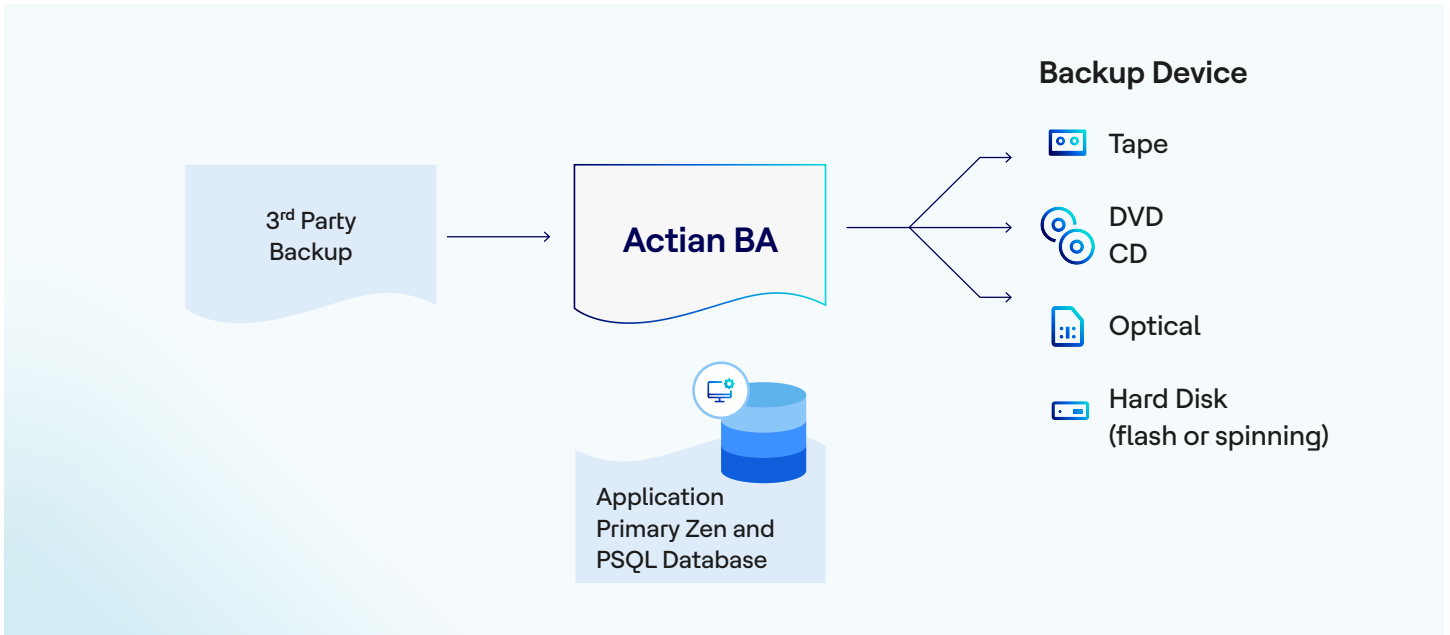 3rd Party
Backup
Actian BA
Application
Primary Zen and
PSQL Database
Backup Device
Tape
DVD
CD
Optical
Hard Disk
(flash or spinning)